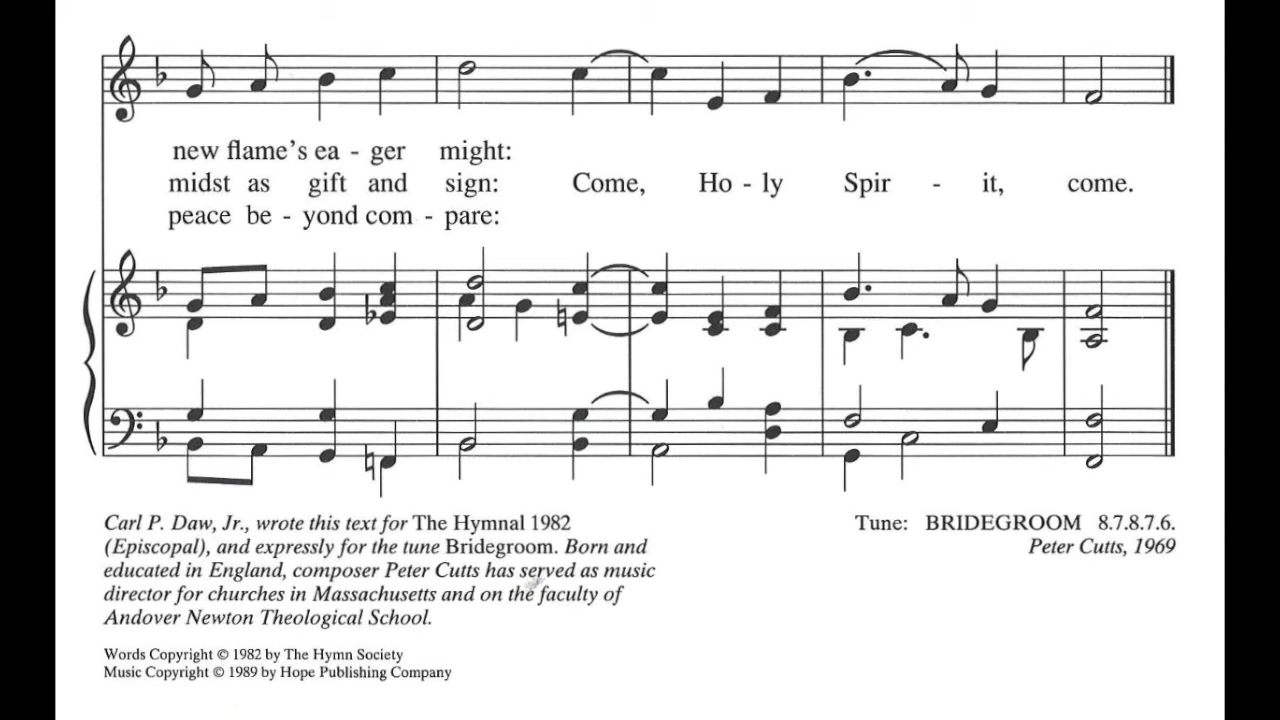 new flame's ea - ger might:
midst as gift and sign: Come, Ho - ly Spir - it, come.
peace be - yond com - pare:
Carl P. Daw, Jr., wrote this text for The Hymnal 1982
(Episcopal), and expressly for the tune Bridegroom. Born and
educated in England, composer Peter Cutts has served as music
director for churches in Massachusetts and on the faculty of
Andover Newton Theological School.
Tune: BRIDEGROOM 8.7.8.7.6.
Peter Cutts, 1969
Words Copyright © 1982 by The Hymn Society
Music Copyright © 1989 by Hope Publishing Company